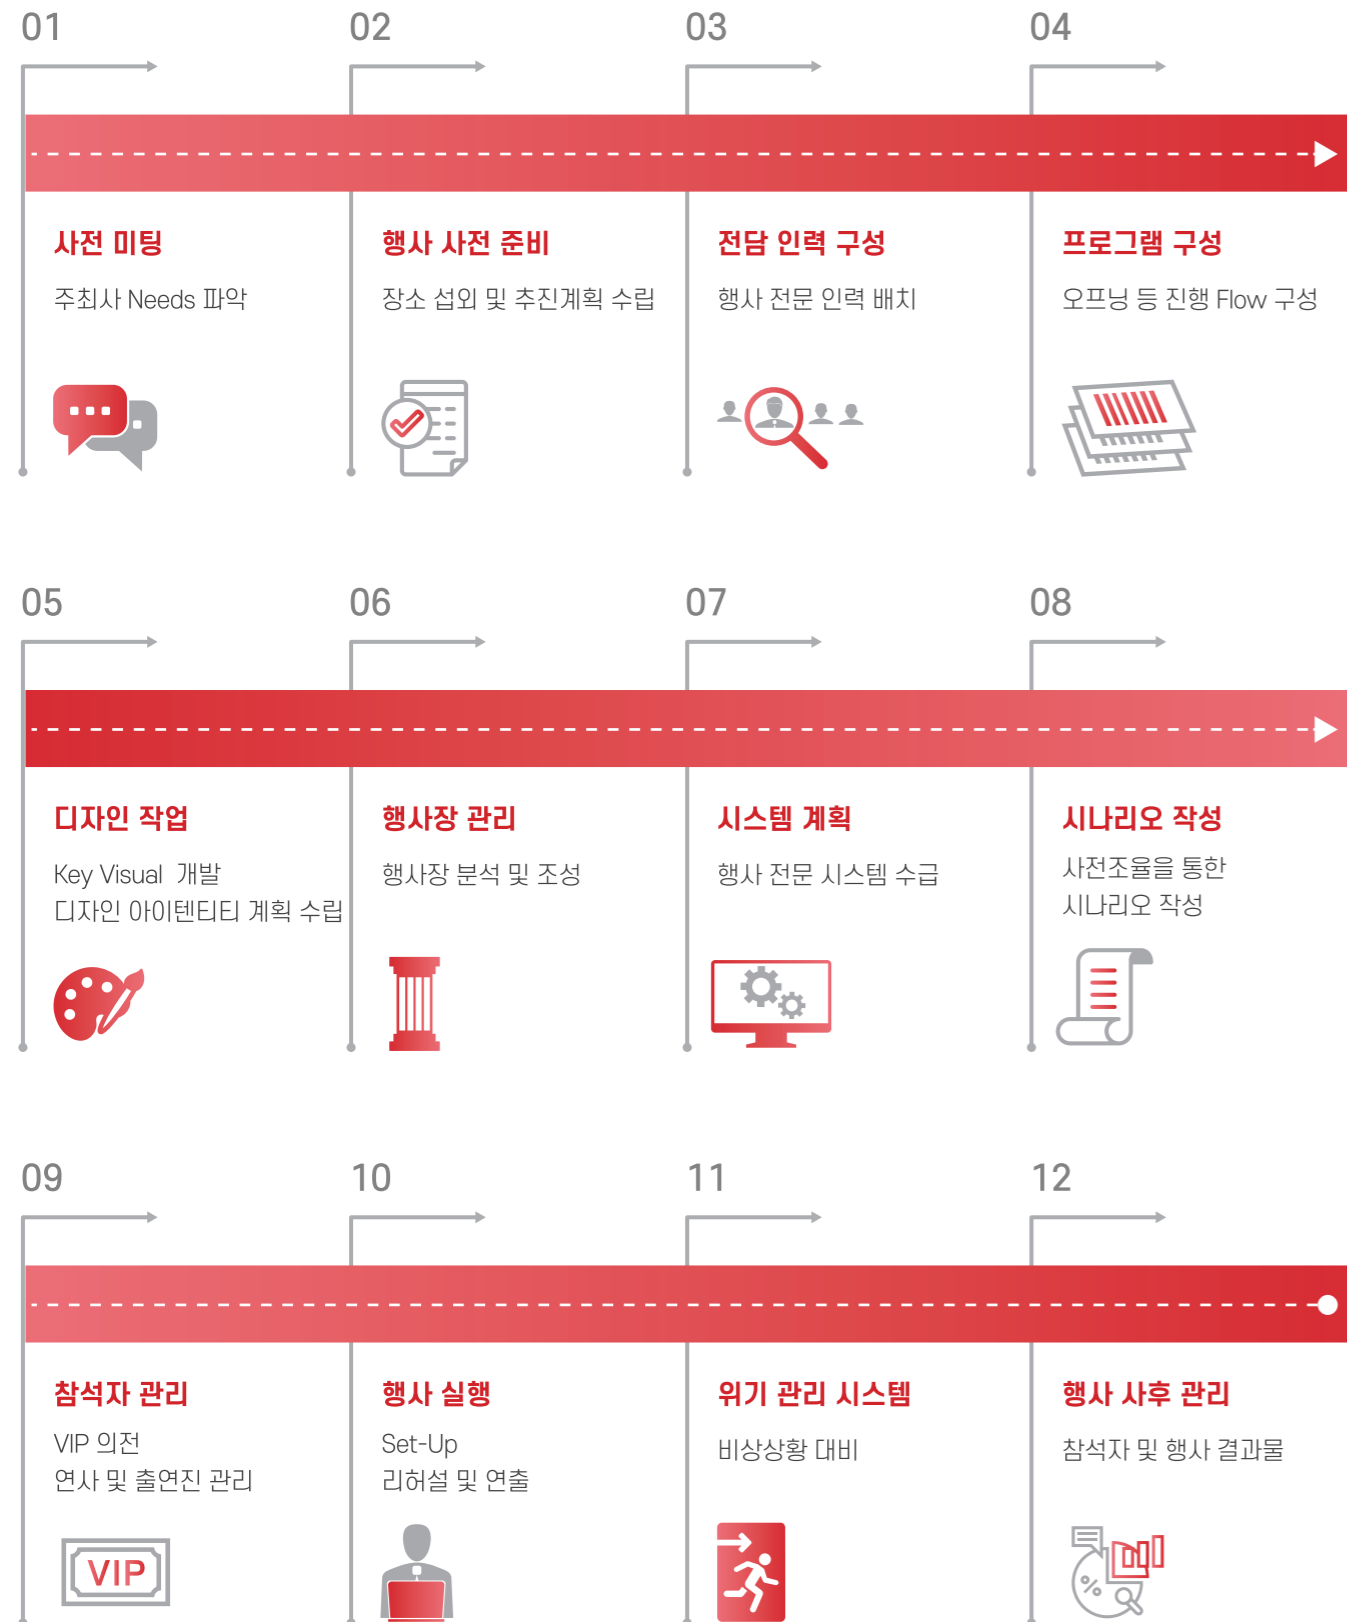 01
사전 미팅
주최사 Needs 파악
02
행사 사전 준비
장소 섭외 및 추진계획 수립
03
전담 인력 구성
행사 전문 인력 배치
04
프로그램 구성
오프닝 등 진행 Flow 구성
05
디자인 작업
Key Visual 개발
디자인 아이텐티티 계획 수립
06
행사장 관리
행사장 분석 및 조성
07
시스템 계획
행사 전문 시스템 수급
08
시나리오 작성
사전조율을 통한
시나리오 작성
09
참석자 관리
VIP 의전
연사 및 출연진 관리
VIP
10
행사 실행
Set-Up
리허설 및 연출
11
위기 관리 시스템
비상상황 대비
12
행사 사후 관리
참석자 및 행사 결과물
%